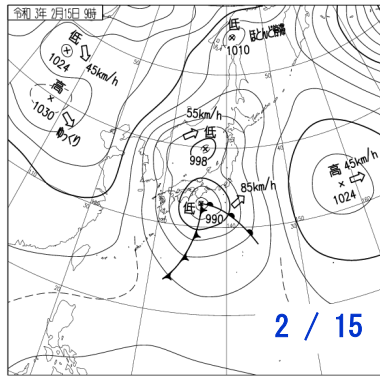 令和 3年 2月15日 9時
低
1024
45km/h
高
1030
ゆっくり
低
1010
ほとんど停滞
55km/h
低
998
低
990
85km/h
高
45km/h
1024
140
2 / 15